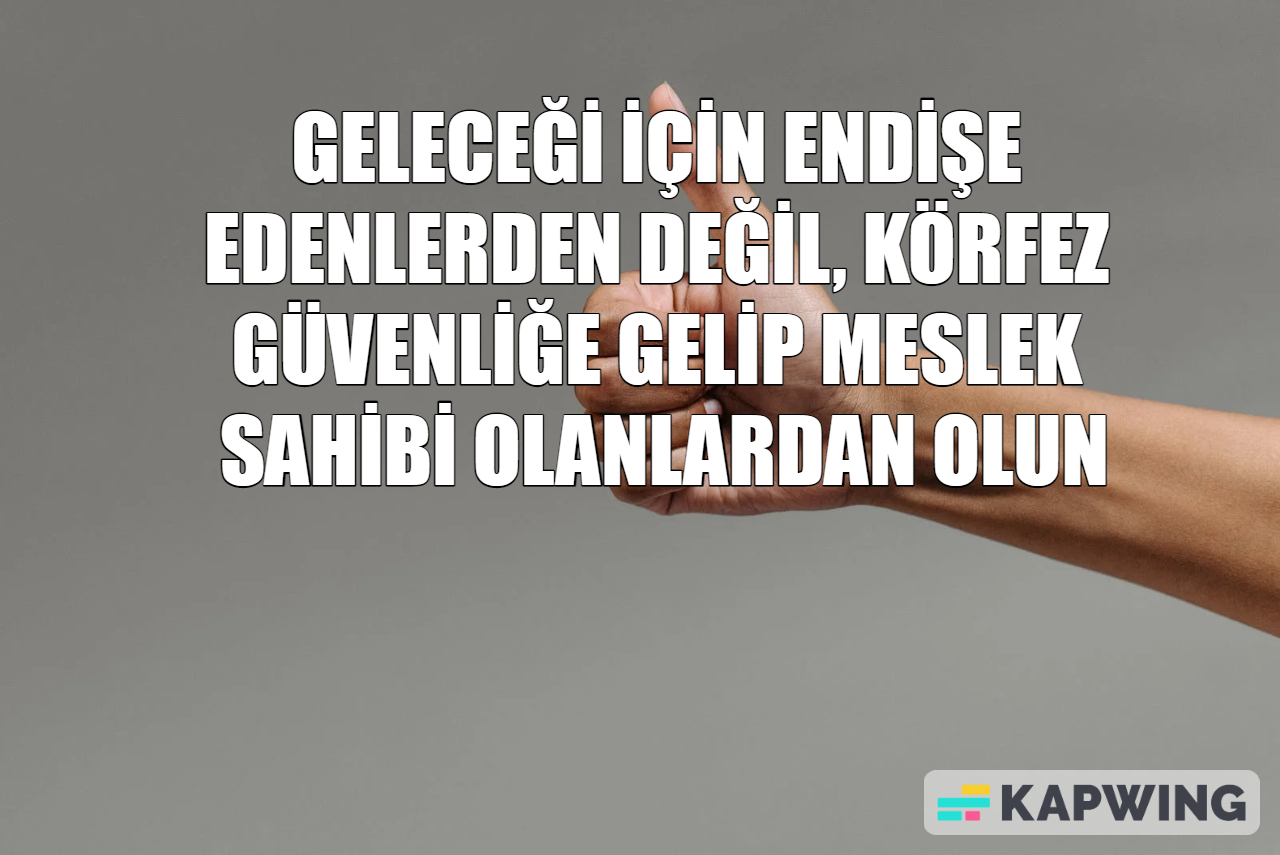 GELECEĞİ İÇİN ENDİŞE
EDENLERDEN DEĞİL, KÖRFEZ
GÜVENLİĞE GELİP MESLEK
SAHİBİ OLANLARDAN OLUN
KAPWING